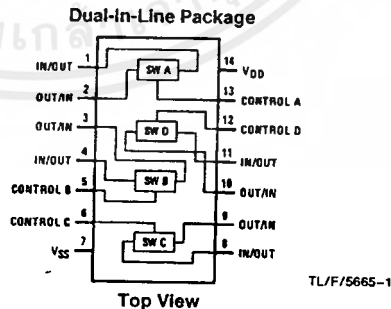 Dual-In-Line Package
IN/OUT 1
SW A
14 VDD
OUT/IN 2
13 CONTROL A
OUT/IN 3
SW D
12 CONTROL D
IN/OUT 4
11 IN/OUT
CONTROL B 5
SW B
10 OUT/IN
CONTROL C 6
9 OUT/IN
VSS 7
SW C
8 IN/OUT
TL/F/5665-1
Top View